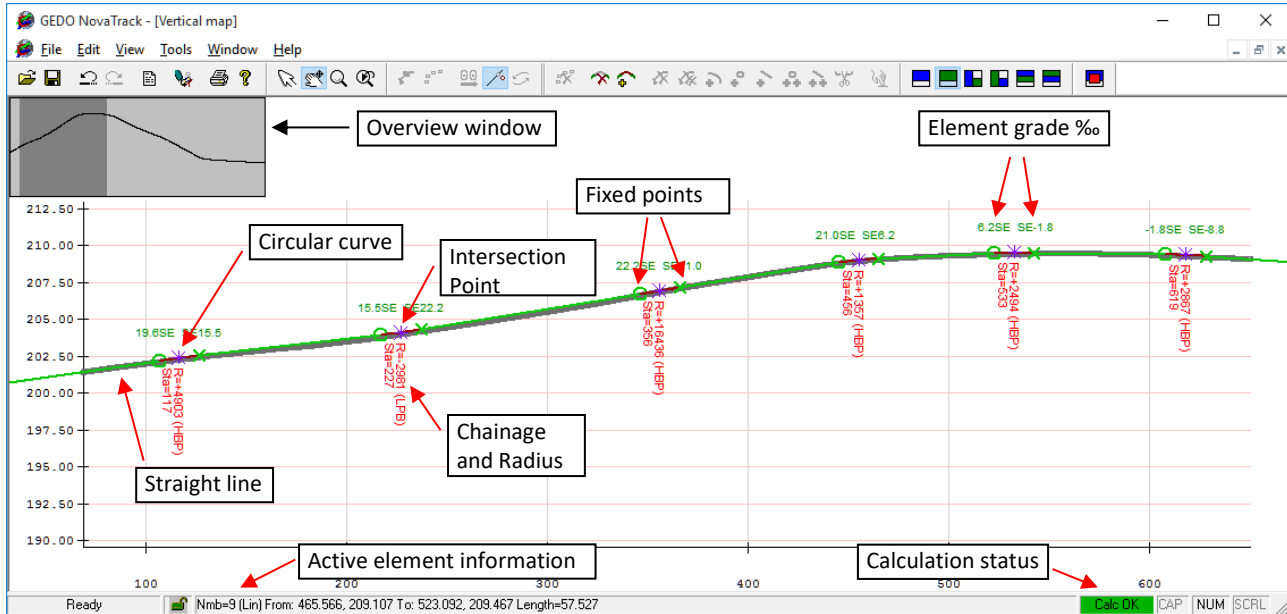 GEDO NovaTrack - [Vertical map]
File Edit View Tools Window Help
Overview window
Element grade ‰
Fixed points
Circular curve
Intersection
Point
212.50
210.00
207.50
205.00
202.50
200.00
197.50
195.00
192.50
190.00
19.6SE SE15.5
15.5SE SE22.2
21.0SE SE6.2
6.2SE SE-1.8
-1.8SE SE-8.8
R=+4903 (HBP)
Sta=117
R=-2981 (LPB)
Sta=227
R=+16496 (HBP)
Sta=356
R=+1357 (HBP)
Sta=456
R=+2494 (HBP)
Sta=533
R=+2867 (HBP)
Sta=619
Chainage
and Radius
Straight line
Active element information
Calculation status
100 200 300 400 500 600
Ready Nmb=9 (Lin) From: 465.566, 209.107 To: 523.092, 209.467 Length=57.527 Calc OK CAP NUM SCRL